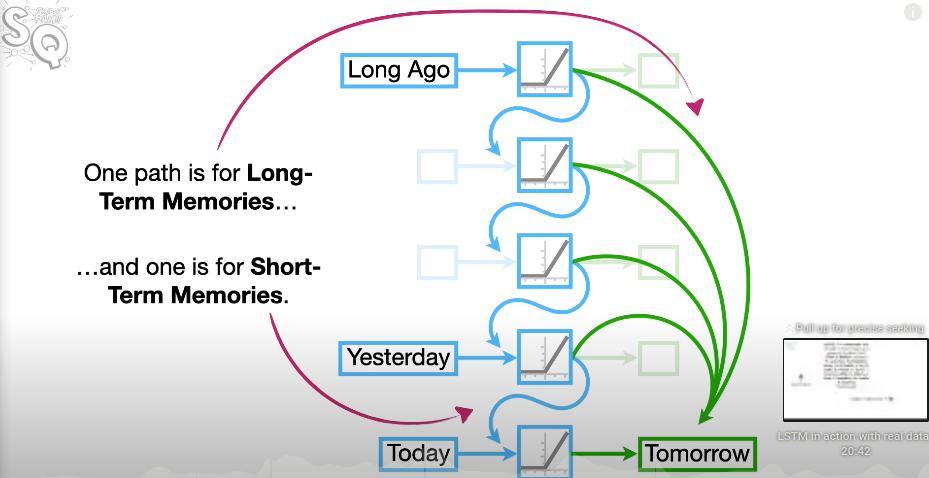 SQ
Long Ago
One path is for Long-
Term Memories…
…and one is for Short-
Term Memories.
Yesterday
Today
Tomorrow
Pull up for precise seeking
LSTM in action with real data
20:42